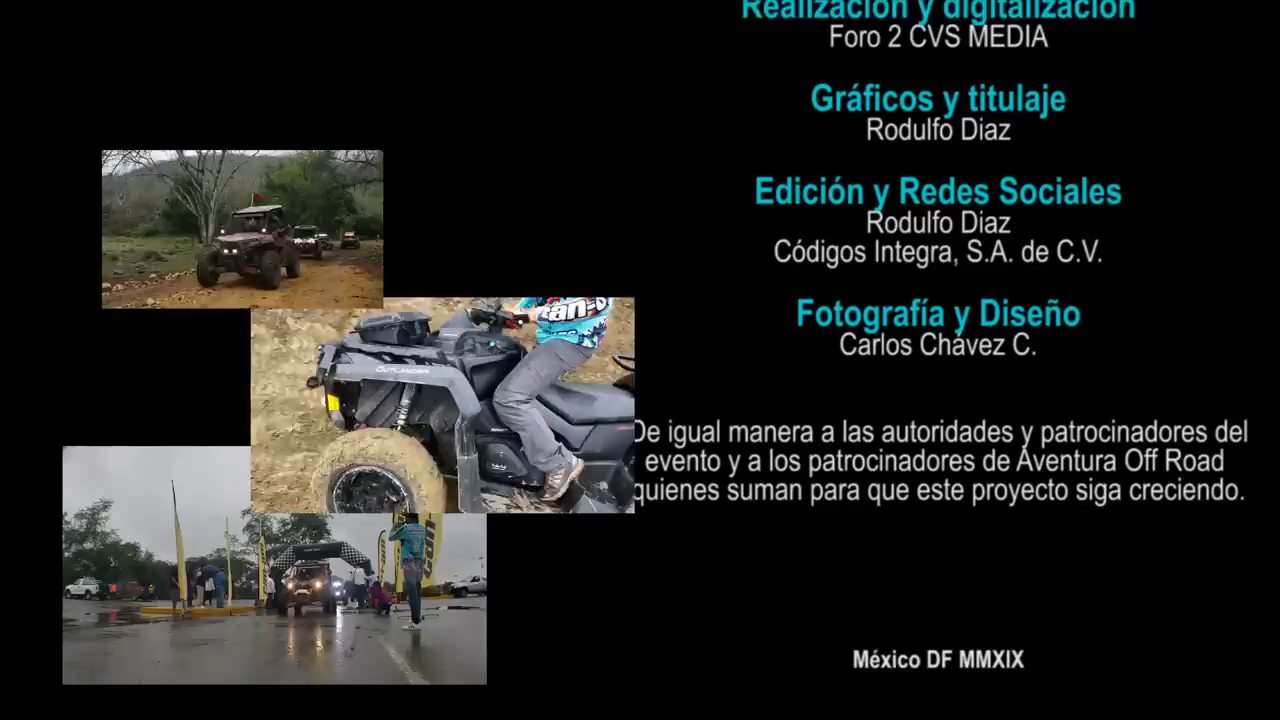 Realización y digitalización
Foro 2 CVS MEDIA
Gráficos y titulaje
Rodulfo Diaz
Edición y Redes Sociales
Rodulfo Diaz
Códigos Integra, S.A. de C.V.
Fotografía y Diseño
Carlos Chávez C.
De igual manera a las autoridades y patrocinadores del
evento y a los patrocinadores de Aventura Off Road
quienes suman para que este proyecto siga creciendo.
México DF MMXIX
OUTLANDER